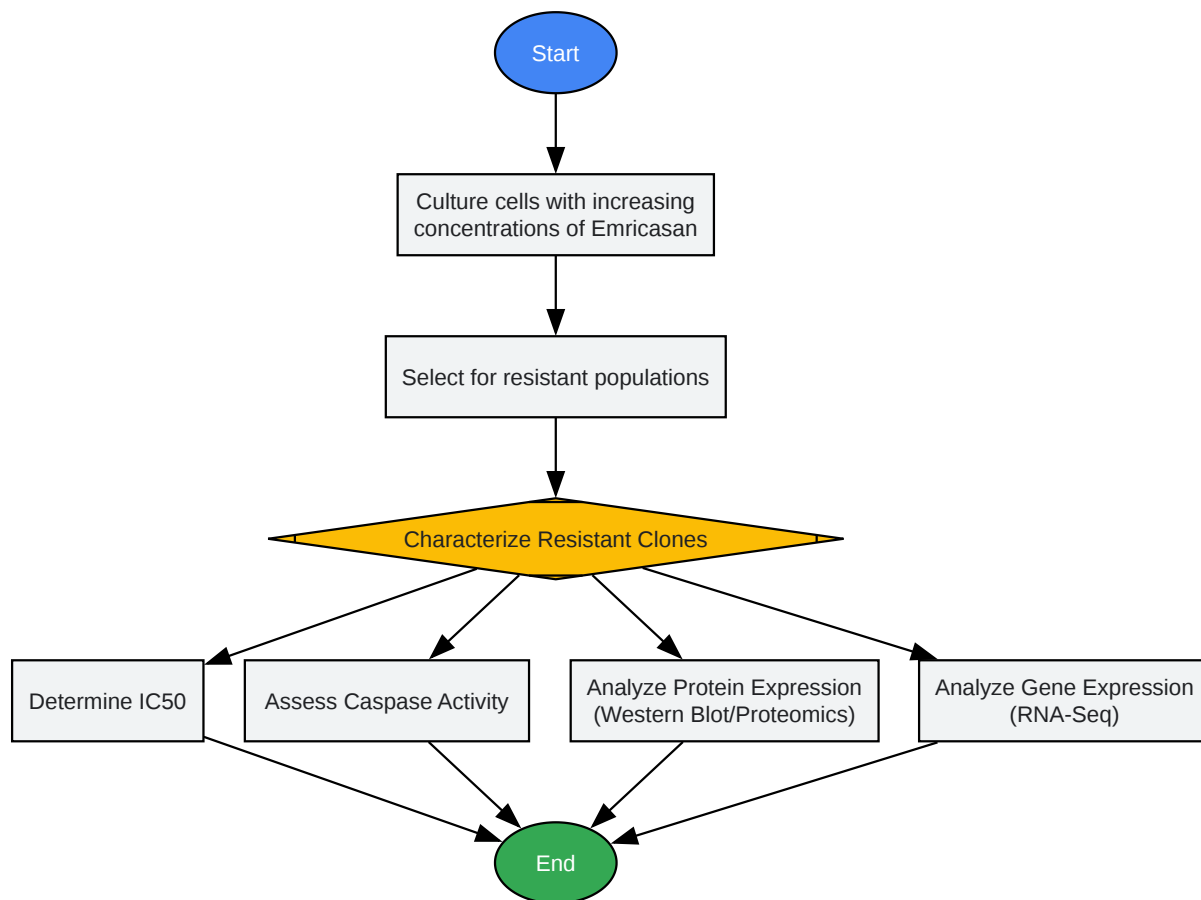 Start
Culture cells with increasing
concentrations of Emricasan
Select for resistant populations
Characterize Resistant Clones
Determine IC50
Assess Caspase Activity
Analyze Protein Expression
(Western Blot/Proteomics)
Analyze Gene Expression
(RNA-Seq)
End